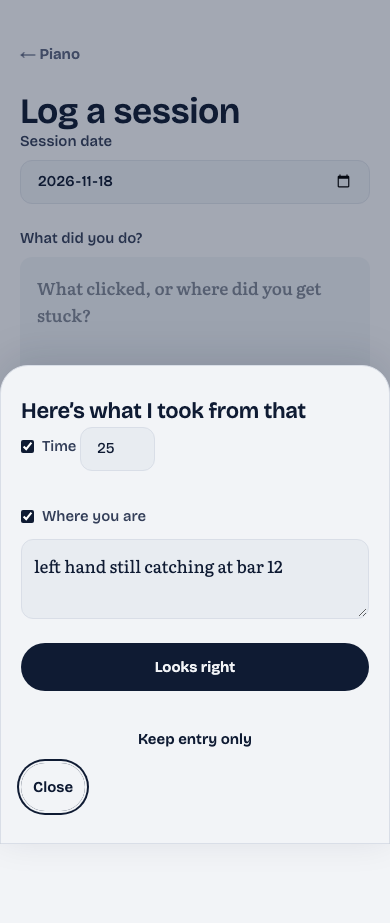 ← Piano
Log a session
Session date
2026-11-18
What did you do?
What clicked, or where did you get
stuck?
Here's what I took from that
Time 25
Where you are
left hand still catching at bar 12
Looks right
Keep entry only
Close